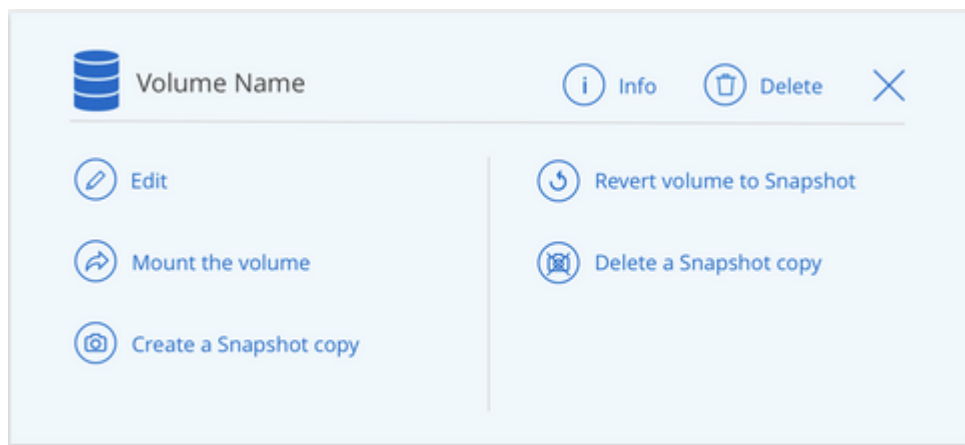 Volume Name
Info
Delete
Edit
Mount the volume
Create a Snapshot copy
Revert volume to Snapshot
Delete a Snapshot copy